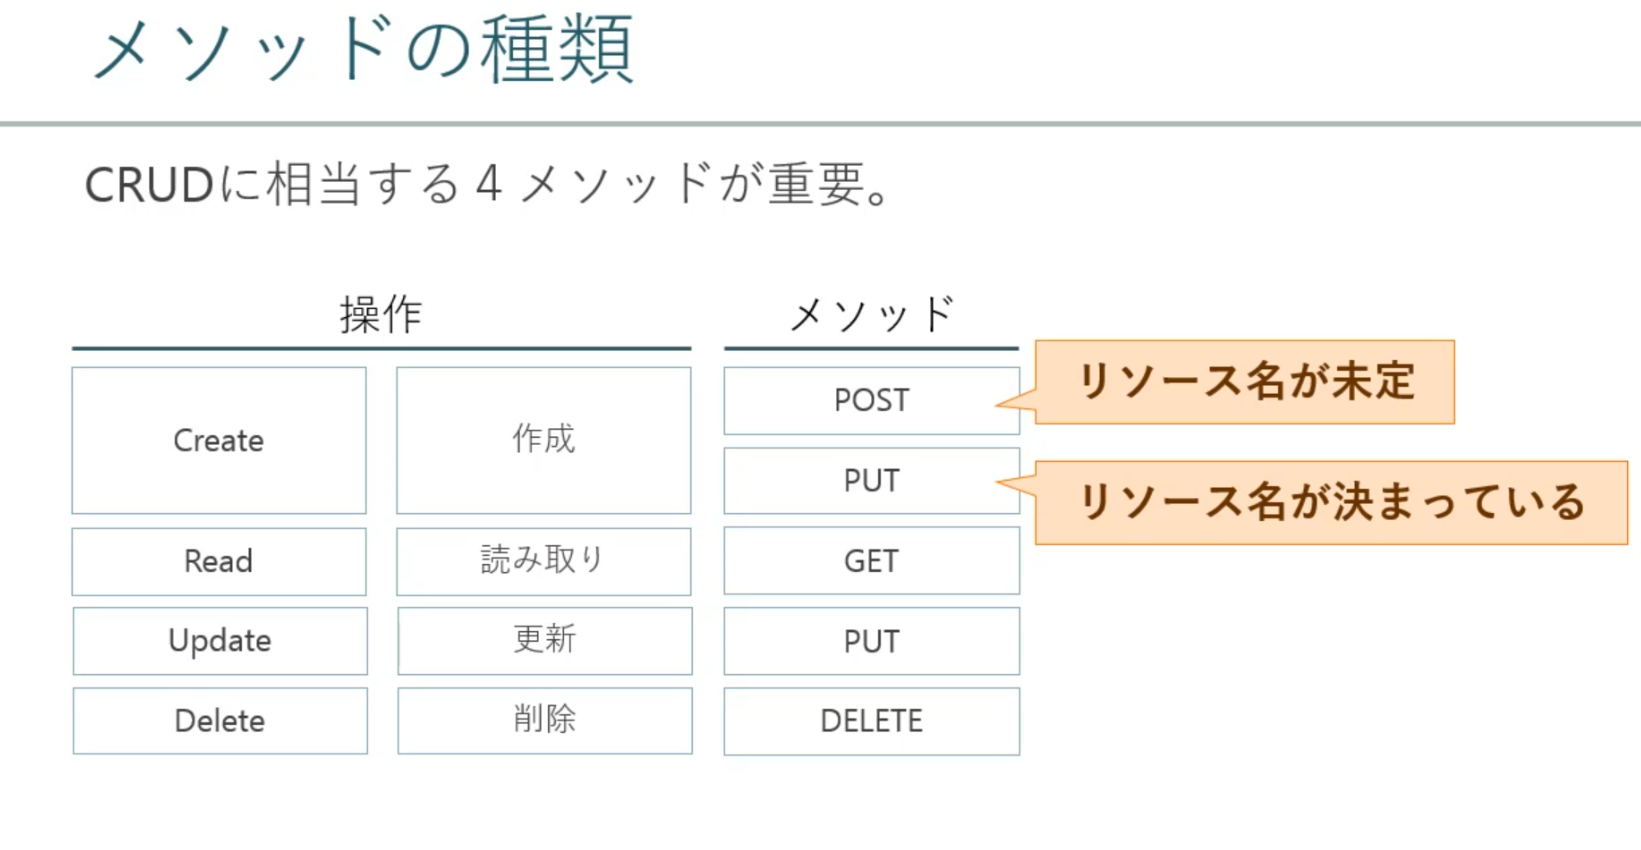 メソッドの種類
CRUDに相当する４メソッドが重要。
操作
メソッド
Create
作成
POST
リソース名が未定
PUT
リソース名が決まっている
Read
読み取り
GET
Update
更新
PUT
Delete
削除
DELETE